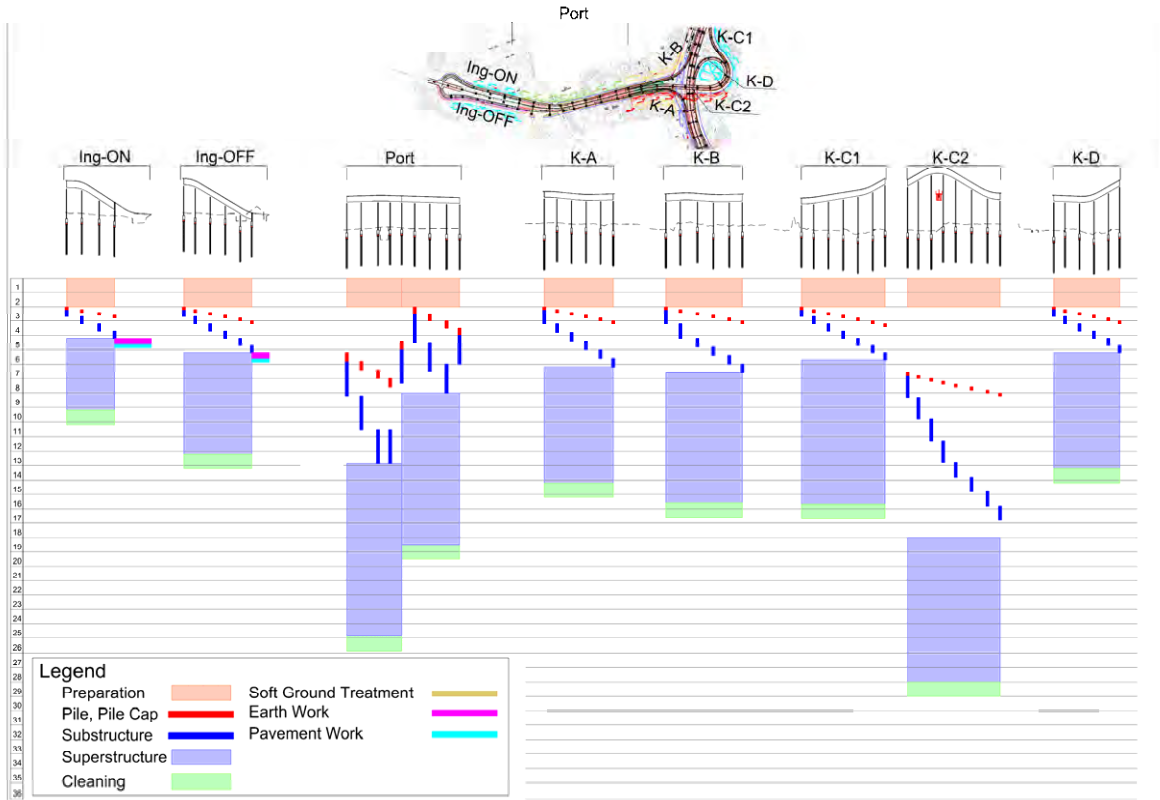 Port
K-C1
K-B
Ing-ON
K-D
Ing-OFF
K-A
K-C2
Ing-ON Ing-OFF Port K-A K-B K-C1 K-C2 K-D
1
2
3
4
5
6
7
8
9
10
11
12
13
14
15
16
17
18
19
20
21
22
23
24
25
26
27
28
29
30
31
32
33
34
35
36
Legend
Preparation Soft Ground Treatment
Pile, Pile Cap Earth Work
Substructure Pavement Work
Superstructure
Cleaning